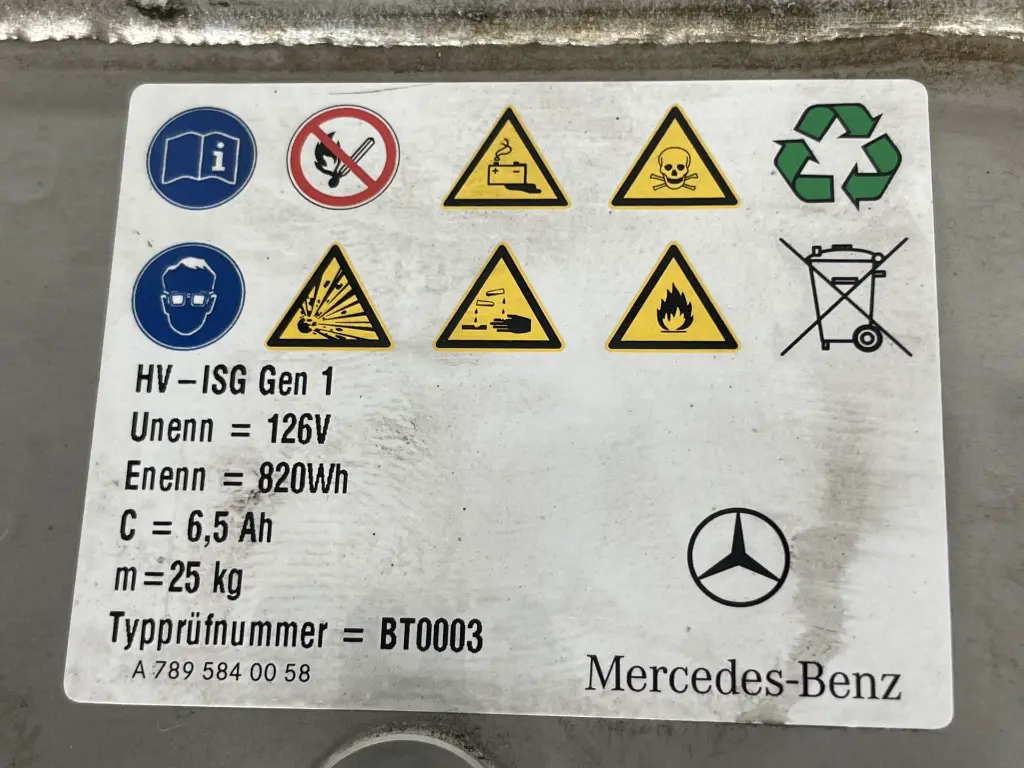 i
HV-ISG Gen 1
Unenn = 126V
Enenn = 820Wh
C = 6,5 Ah
m=25 kg
Typprüfnummer = BT0003
A 789 584 00 58
Mercedes-Benz